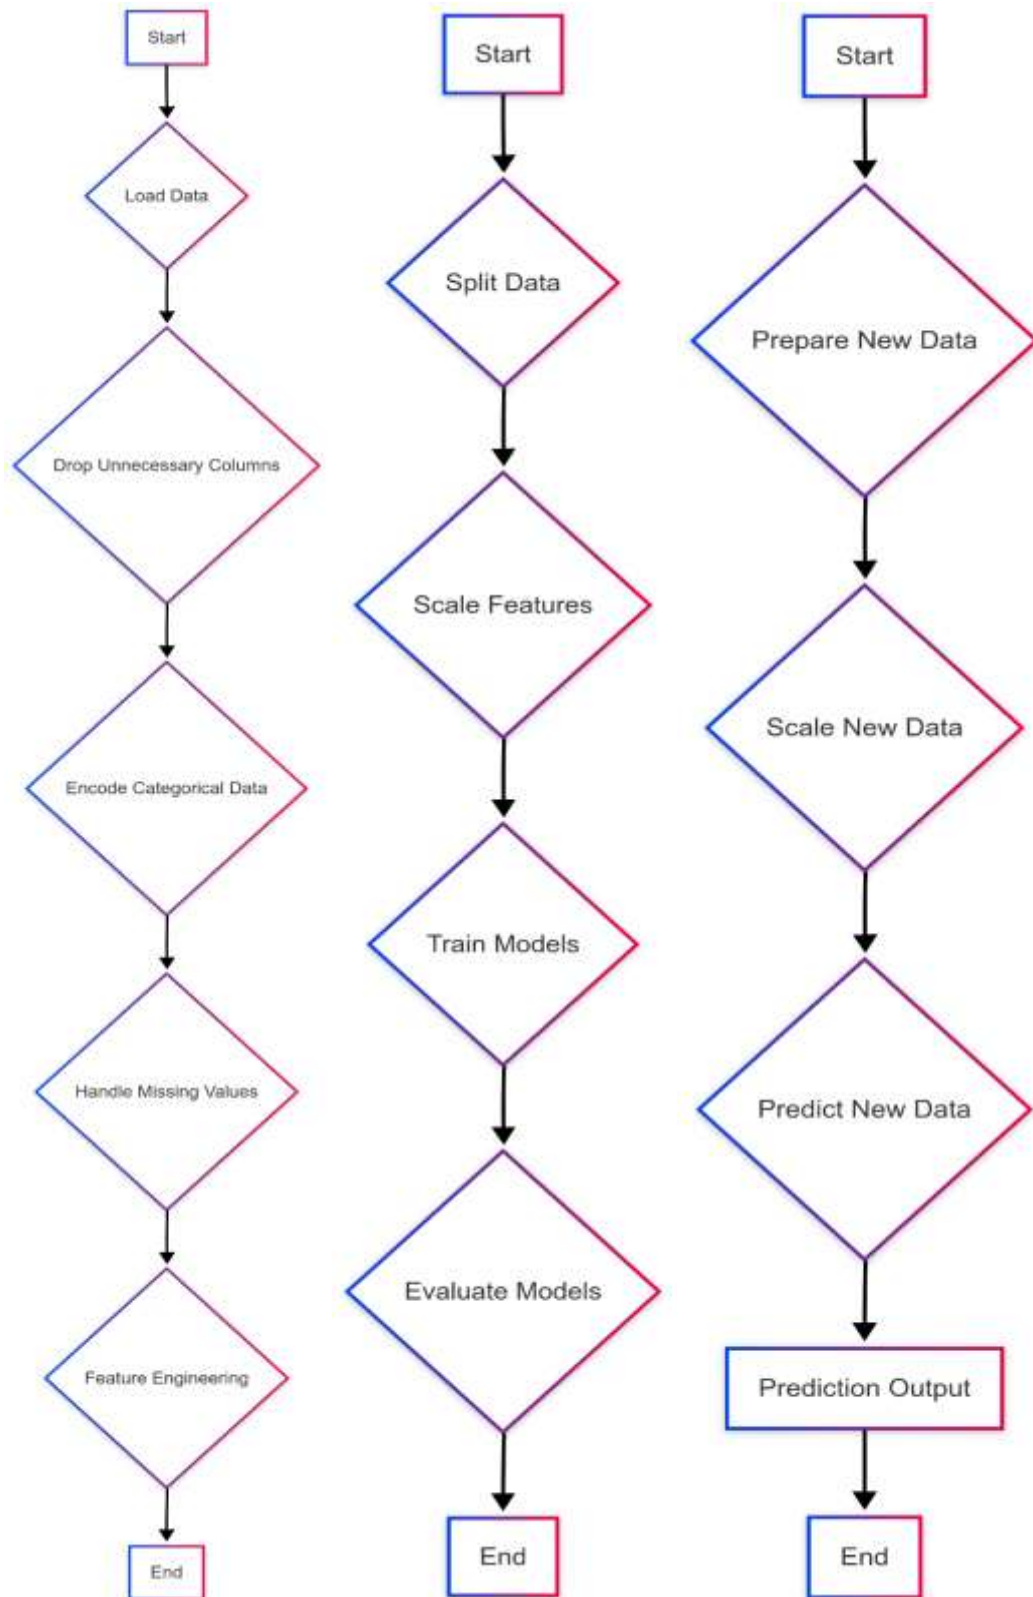 Start
Load Data
Drop Unnecessary Columns
Encode Categorical Data
Handle Missing Values
Feature Engineering
End
Start
Split Data
Scale Features
Train Models
Evaluate Models
End
Start
Prepare New Data
Scale New Data
Predict New Data
Prediction Output
End